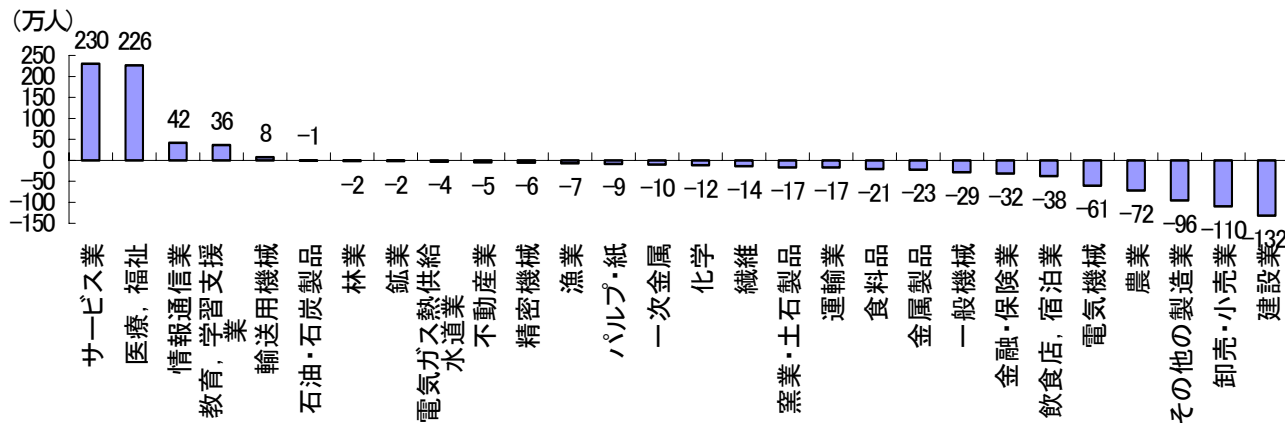 (万人)
250
200
150
100
50
0
-50
-100
-150
230
226
42
36
8
-1
-2
-2
-4
-5
-6
-7
-9
-10
-12
-14
-17
-17
-21
-23
-29
-32
-38
-61
-72
-96
-110
-132
サービス業
医療，福祉
情報通信業
教育，学習支援
業
輸送用機械
石油・石炭製品
林業
鉱業
電気ガス熱供給
水道業
不動産業
精密機械
漁業
パルプ・紙
一次金属
化学
繊維
窯業・土石製品
運輸業
食料品
金属製品
一般機械
金融・保険業
飲食店，宿泊業
電気機械
農業
その他の製造業
卸売・小売業
建設業